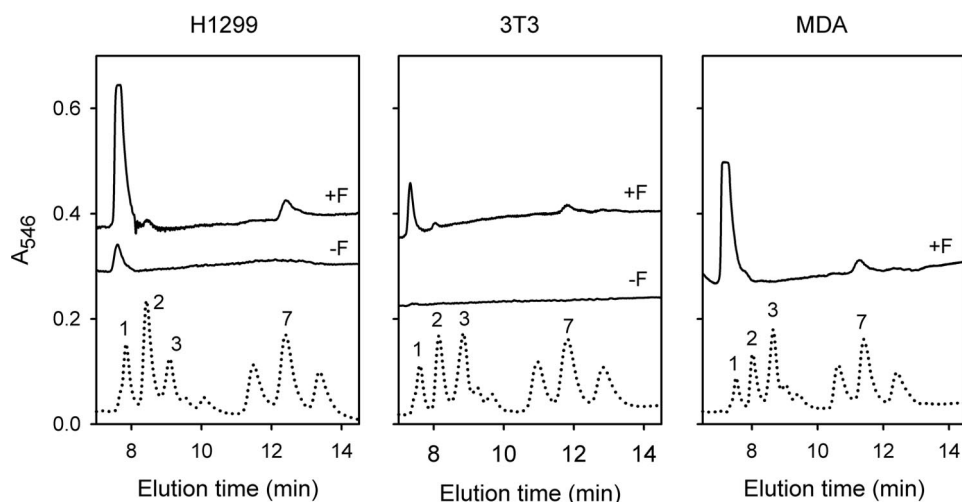 H1299 3T3 MDA
A546
0.6
0.4
0.2
0.0
+F
-F
1 2 3 7
+F
-F
1 2 3 7
+F
1 2 3 7
8 10 12 14
8 10 12 14
8 10 12 14
Elution time (min) Elution time (min) Elution time (min)